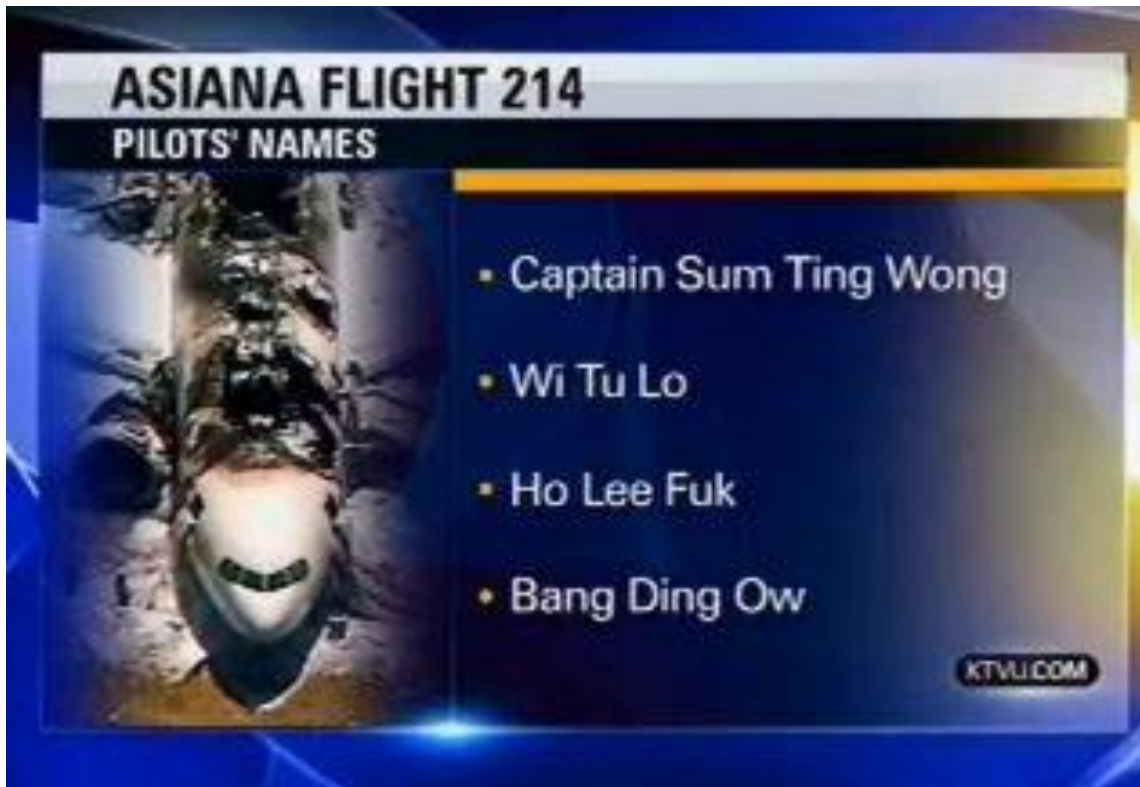 ASIANA FLIGHT 214
PILOTS' NAMES
• Captain Sum Ting Wong
• Wi Tu Lo
• Ho Lee Fuk
• Bang Ding Ow
KTVU.COM